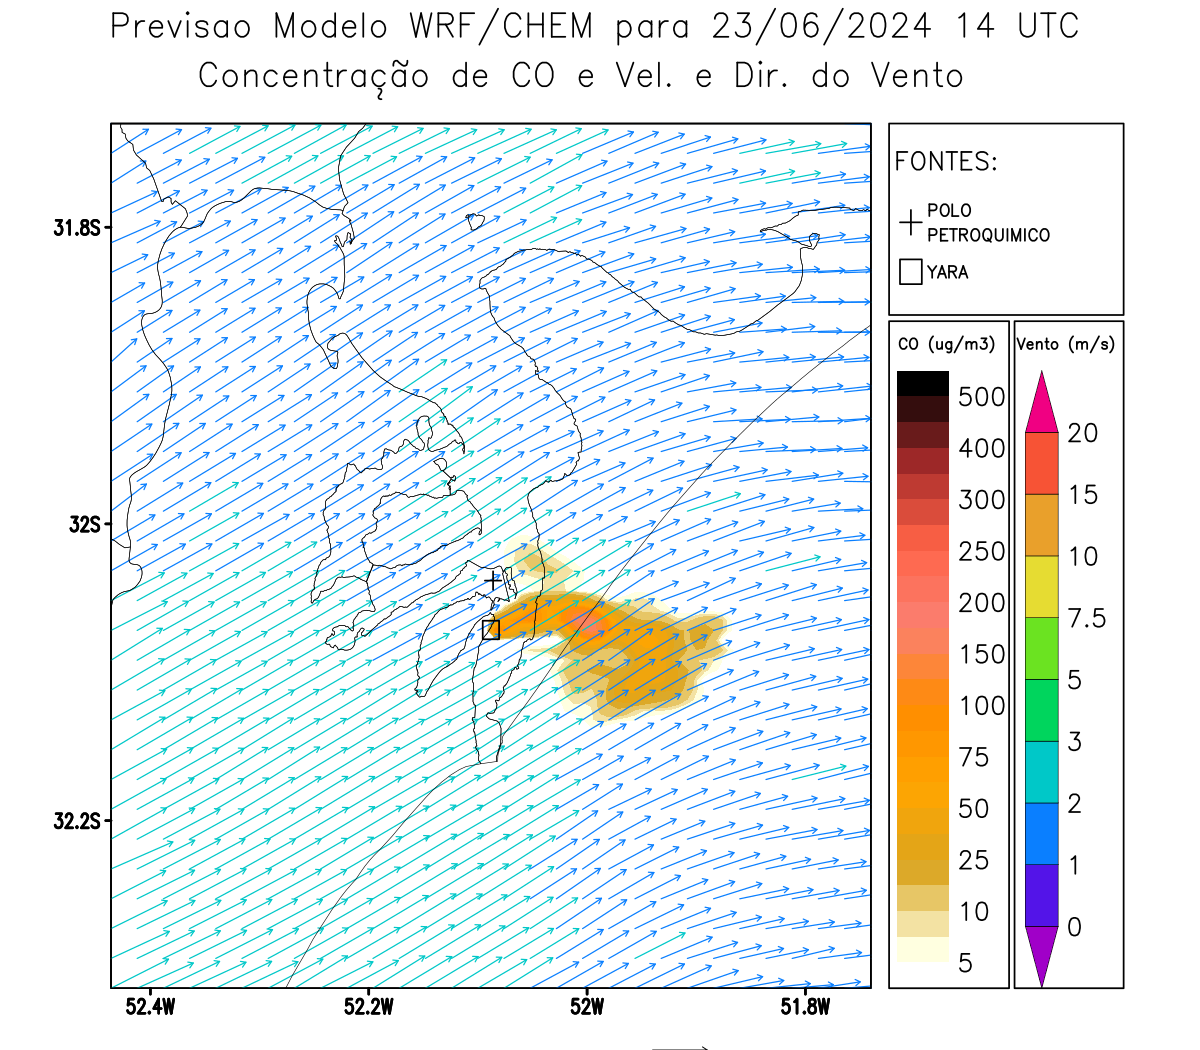 Previsao Modelo WRF/CHEM para 23/06/2024 14 UTC
Concentração de CO e Vel. e Dir. do Vento
FONTES:
POLO
PETROQUIMICO
YARA
CO (ug/m3)
500
400
300
250
200
150
100
75
50
25
10
5
Vento (m/s)
20
15
10
7.5
5
3
2
1
0
31.8S
32S
32.2S
52.4W
52.2W
52W
51.8W